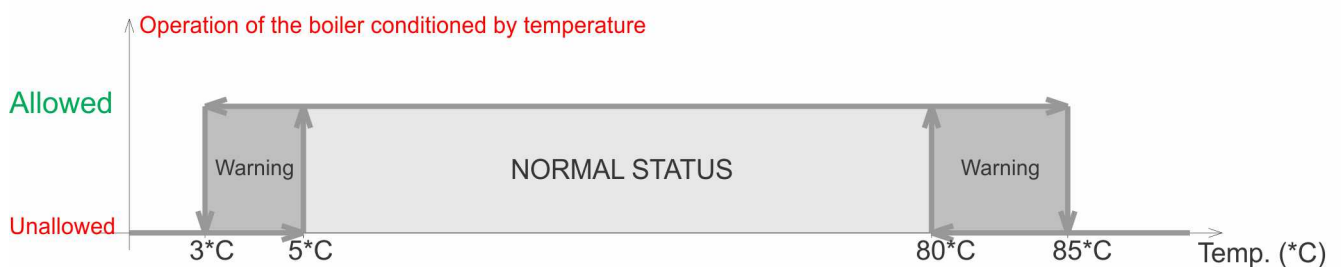 Operation of the boiler conditioned by temperature
Allowed
Warning NORMAL STATUS Warning
Unallowed
3*C 5*C 80*C 85*C Temp. (*C)